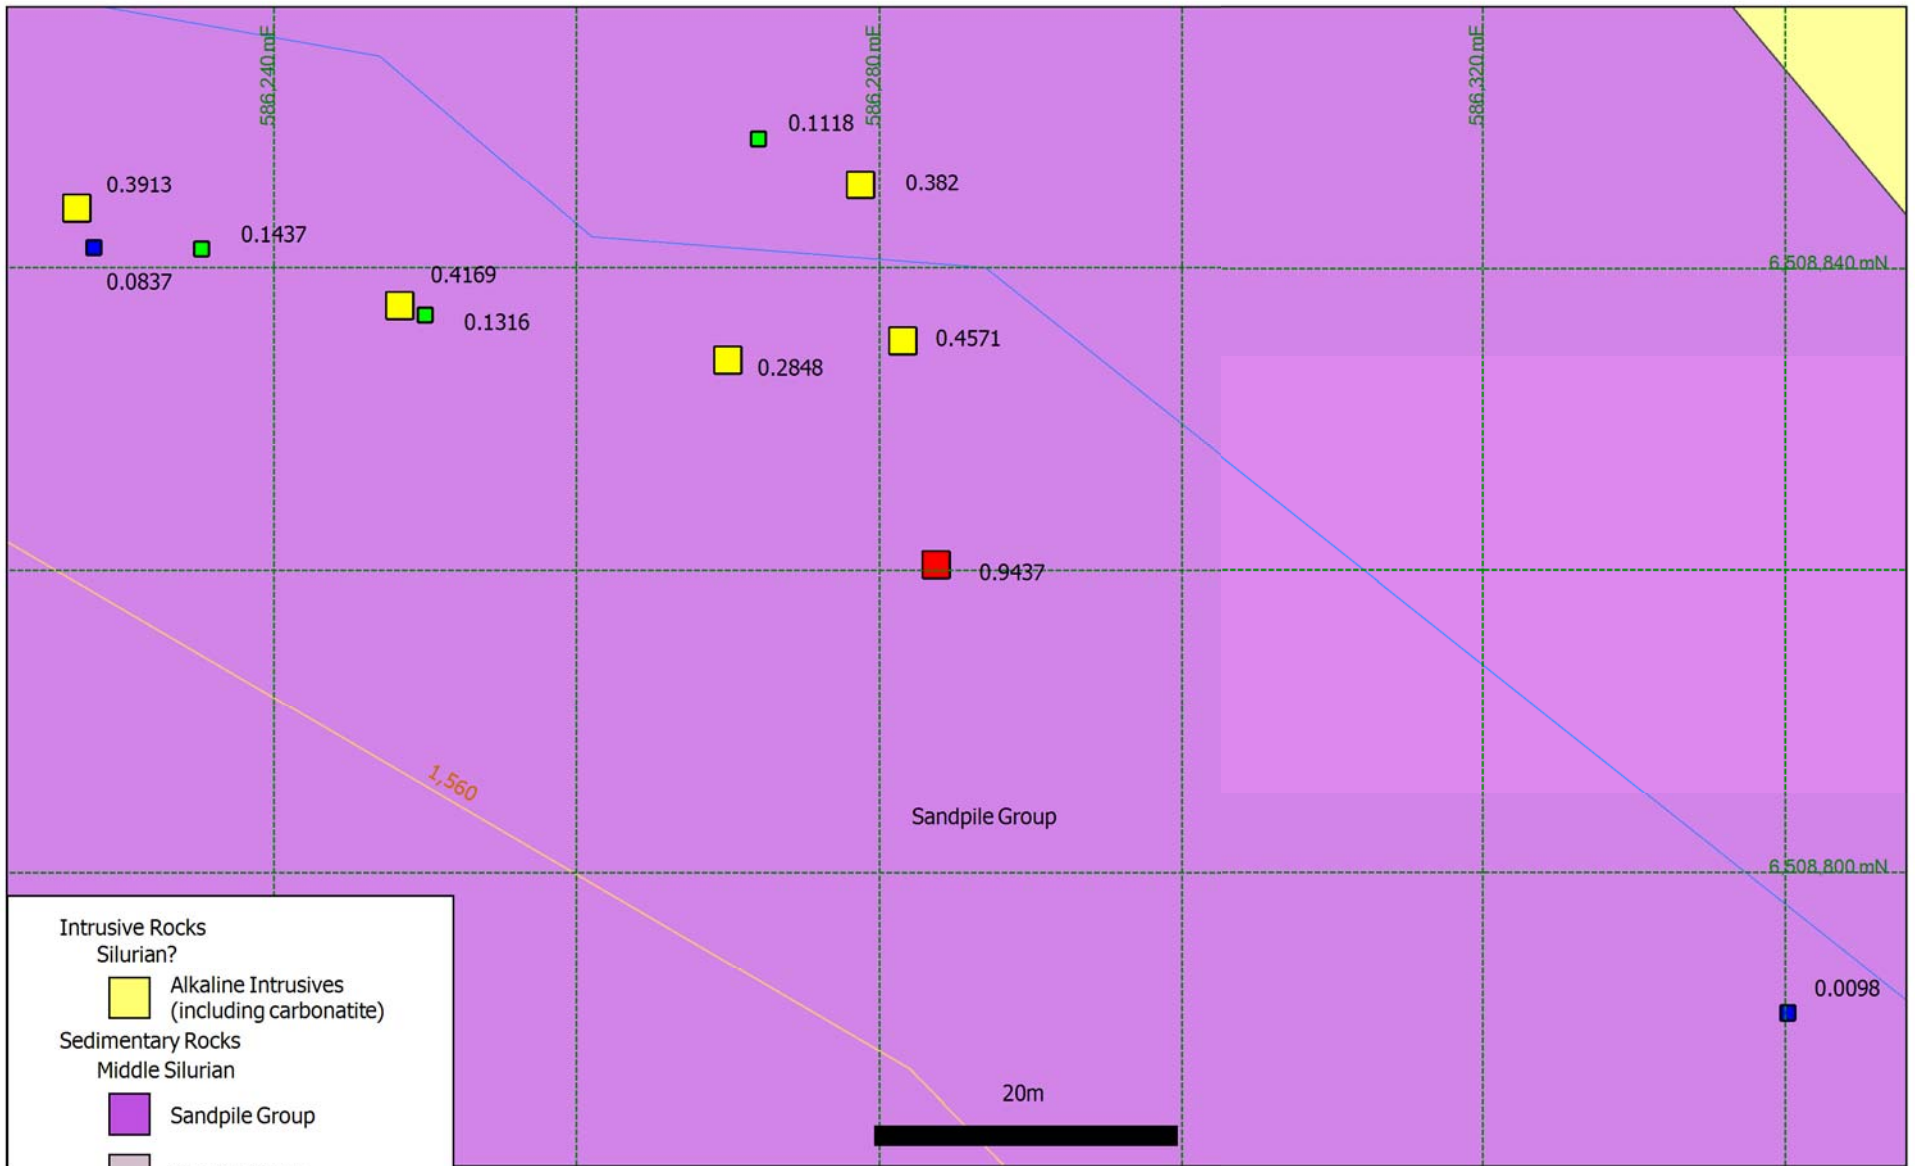 586,240 mE
586,280 mE
586,320 mE
0.1118
0.3913
0.382
0.1437
6,508,840 mN
0.0837
0.4169
0.1316
0.4571
0.2848
0.9437
1,560
Sandpile Group
6,508,800 mN
Intrusive Rocks
Silurian?
Alkaline Intrusives
(including carbonatite)
Sedimentary Rocks
Middle Silurian
Sandpile Group
0.0098
20m